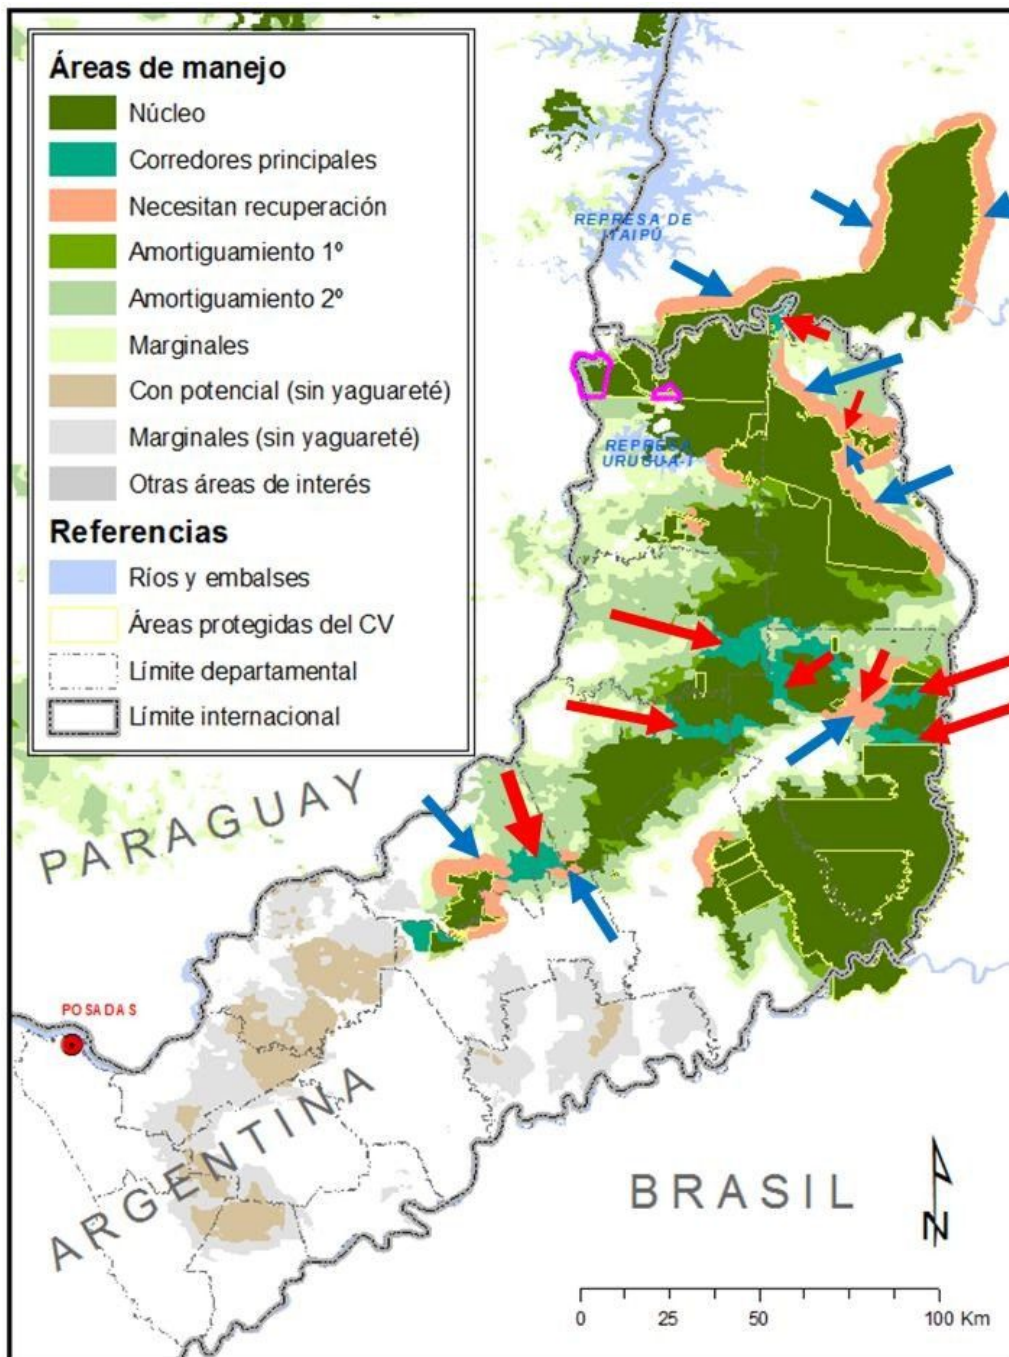 Áreas de manejo
Núcleo
Corredores principales
Necesitan recuperación
Amortiguamiento 1º
Amortiguamiento 2º
Marginales
Con potencial (sin yaguareté)
Marginales (sin yaguareté)
Otras áreas de interés
Referencias
Ríos y embalses
Áreas protegidas del CV
Límite departamental
Límite internacional
REPRESA DE
ITAIPÚ
REPRESA
URUGUA-I
PARAGUAY
POSADAS
ARGENTINA
BRASIL
N
0 25 50 100 Km